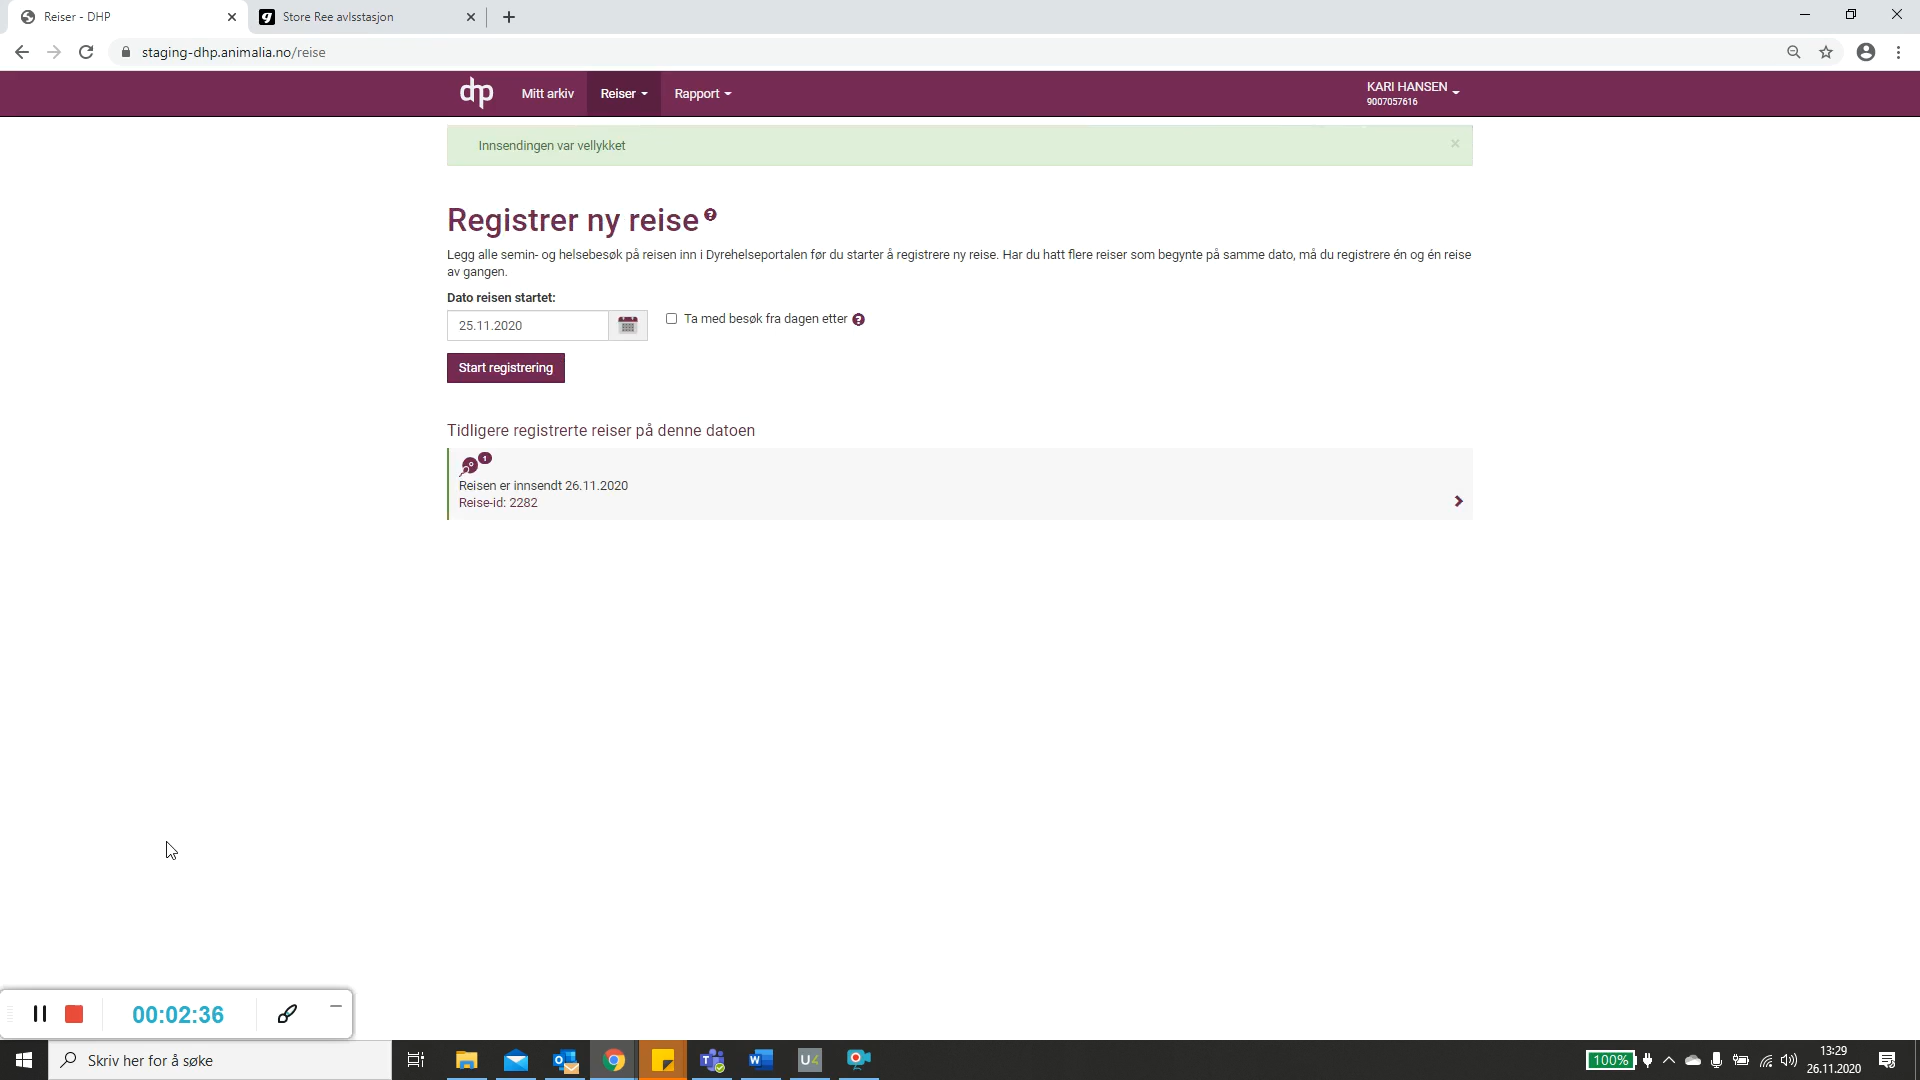 Reiser - DHP
Store Ree avlsstasjon
staging-dhp.animalia.no/reise
dhp
Mitt arkiv
Reiser
Rapport
KARI HANSEN
9007057616
Innsendingen var vellykket
Registrer ny reise
Legg alle semin- og helsebesøk på reisen inn i Dyrehelseportalen før du starter å registrere ny reise. Har du hatt flere reiser som begynte på samme dato, må du registrere én og én reise
av gangen.
Dato reisen startet:
25.11.2020
Ta med besøk fra dagen etter
Start registrering
Tidligere registrerte reiser på denne datoen
1
Reisen er innsendt 26.11.2020
Reise-id: 2282
00:02:36
Skriv her for å søke
100%
13:29
26.11.2020